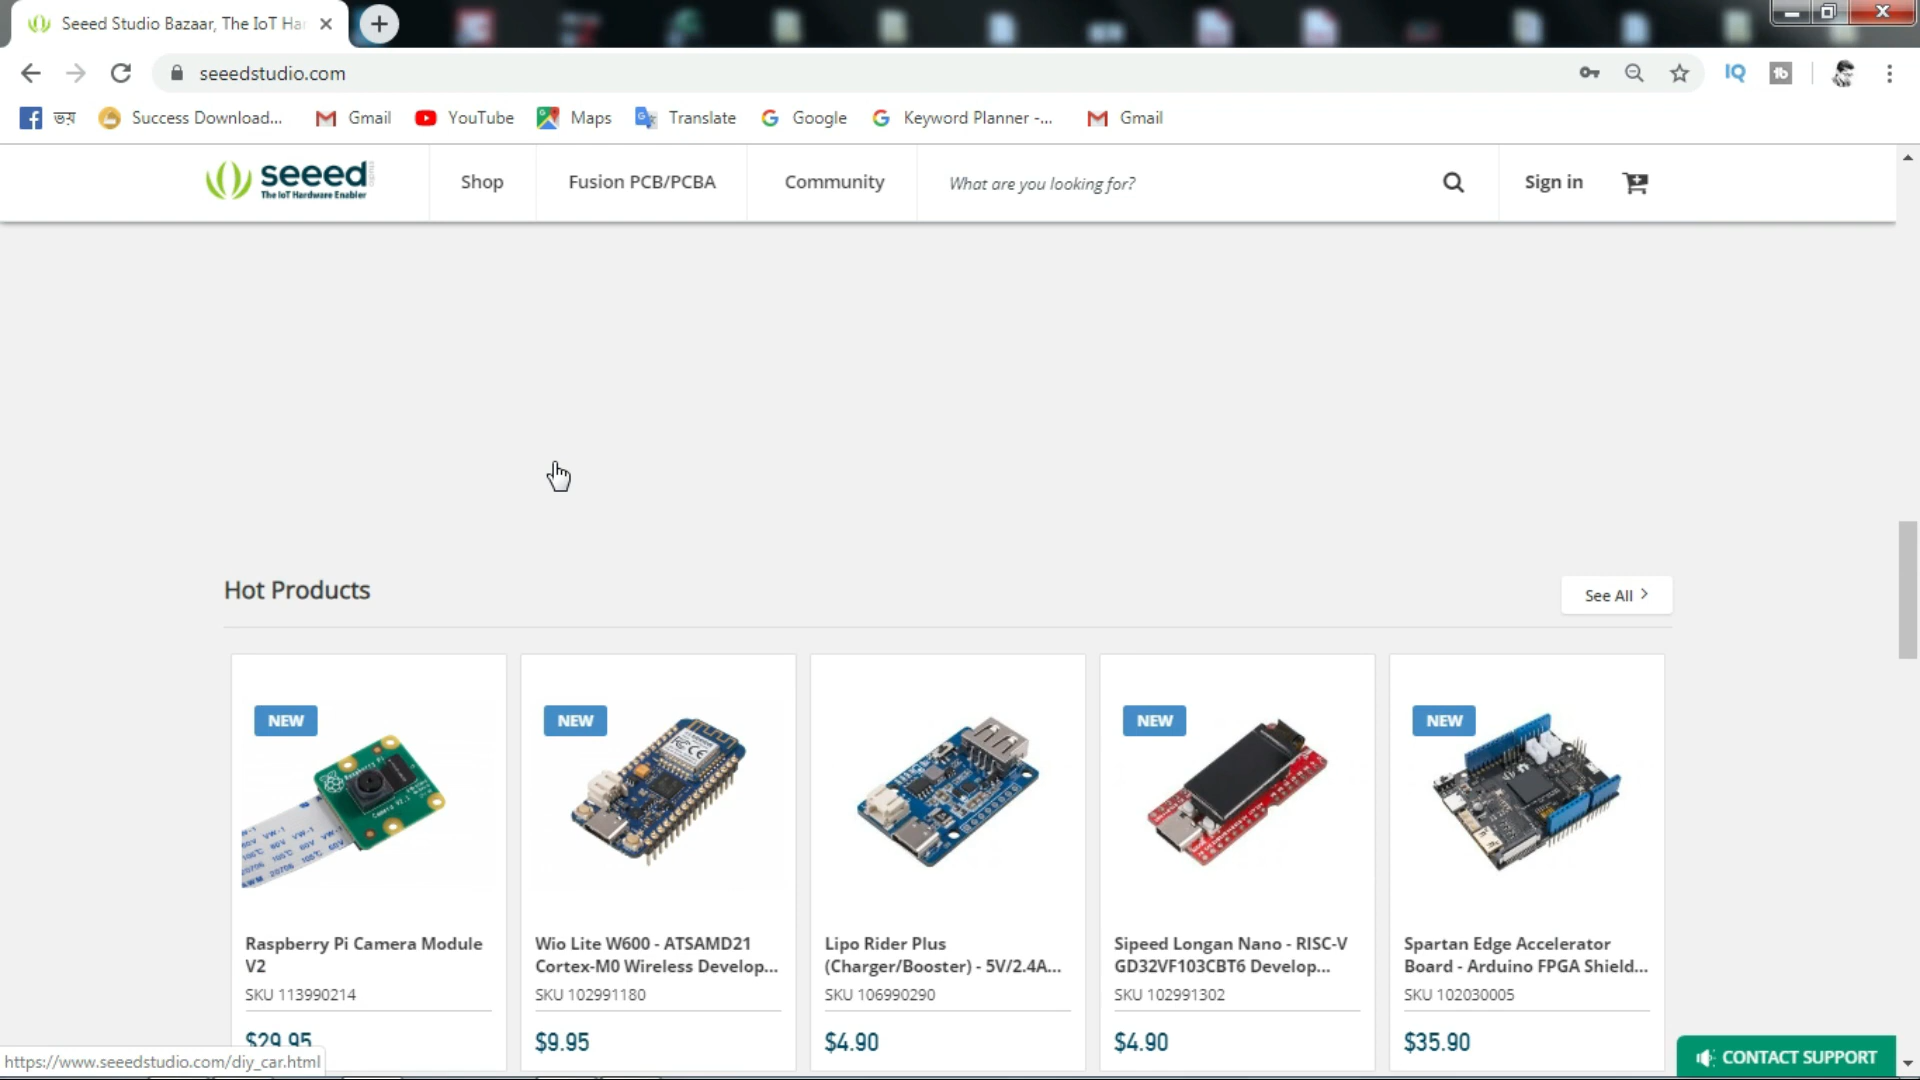 Seeed Studio Bazaar, The IoT Har
seeedstudio.com
IQ
tb
ভয়
Success Download...
Gmail
YouTube
Maps
Translate
Google
Keyword Planner -...
Gmail
seeed
The IoT Hardware Enabler
Shop
Fusion PCB/PCBA
Community
What are you looking for?
Sign in
Hot Products
See All
NEW
NEW
NEW
NEW
Raspberry Pi Camera Module
V2
SKU 113990214
$29.95
Wio Lite W600 - ATSAMD21
Cortex-M0 Wireless Develop...
SKU 102991180
$9.95
Lipo Rider Plus
(Charger/Booster) - 5V/2.4A...
SKU 106990290
$4.90
Sipeed Longan Nano - RISC-V
GD32VF103CBT6 Develop...
SKU 102991302
$4.90
Spartan Edge Accelerator
Board - Arduino FPGA Shield...
SKU 102030005
$35.90
https://www.seeedstudio.com/diy_car.html
CONTACT SUPPORT